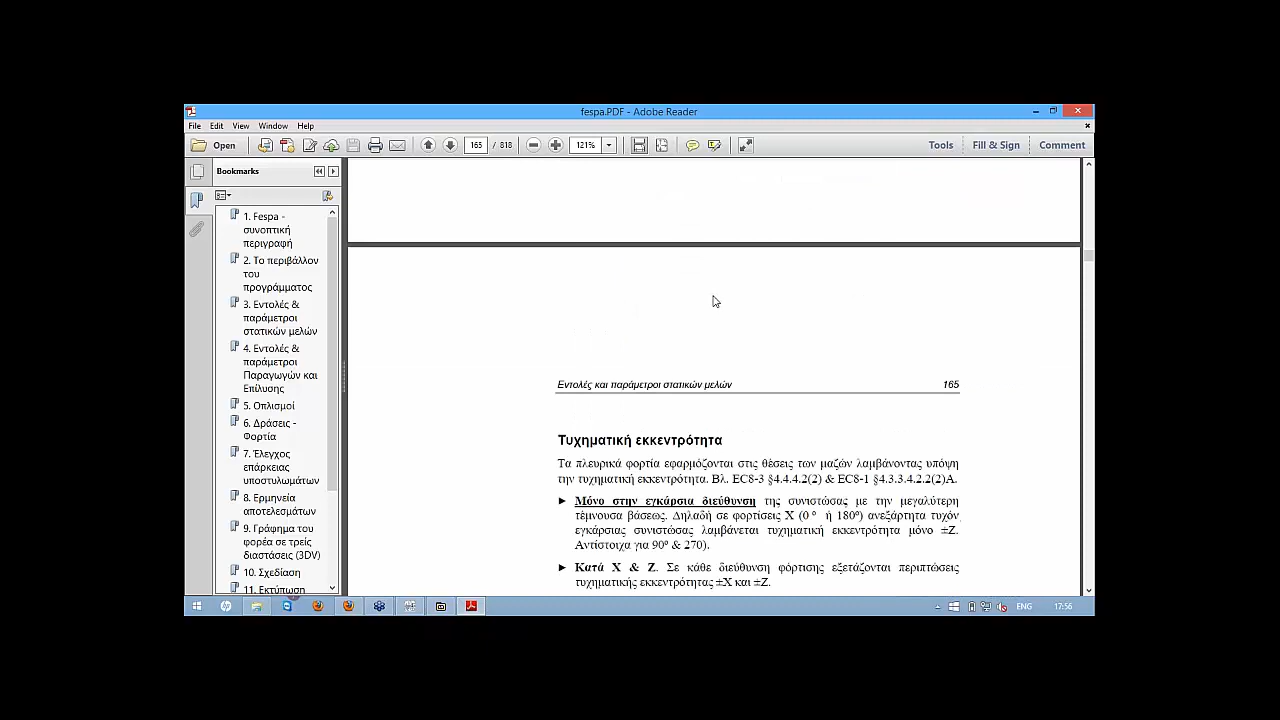 fespa.PDF - Adobe Reader
File Edit View Window Help
Open 165 / 818 121% Tools Fill & Sign Comment
Bookmarks
1. Fespa -
συνοπτική
περιγραφή
2. Το περιβάλλον
του
προγράμματος
3. Εντολές &
παράμετροι
στατικών μελών
4. Εντολές &
παράμετροι
Παραγωγών και
Επίλυσης
5. Οπλισμοί
6. Δράσεις -
Φορτία
7. Έλεγχος
επάρκειας
υποστυλωμάτων
8. Ερμηνεία
αποτελεσμάτων
9. Γράφημα του
φορέα σε τρείς
διαστάσεις (3DV)
10. Σχεδίαση
11. Εκτύπωση
Εντολές και παράμετροι στατικών μελών 165
Τυχηματική εκκεντρότητα
Τα πλευρικά φορτία εφαρμόζονται στις θέσεις των μαζών λαμβάνοντας υπόψη
την τυχηματική εκκεντρότητα. Βλ. EC8-3 §4.4.4.2(2) & EC8-1 §4.3.3.4.2.2(2)Α.
► Μόνο στην εγκάρσια διεύθυνση της συνιστώσας με την μεγαλύτερη
τέμνουσα βάσεως. Δηλαδή σε φορτίσεις Χ (0 º ή 180º) ανεξάρτητα τυχόν
εγκάρσιας συνιστώσας λαμβάνεται τυχηματική εκκεντρότητα μόνο ±Ζ.
Αντίστοιχα για 90º & 270).
► Κατά Χ & Ζ. Σε κάθε διεύθυνση φόρτισης εξετάζονται περιπτώσεις
τυχηματικής εκκεντρότητας ±Χ και ±Ζ.
ENG 17:56